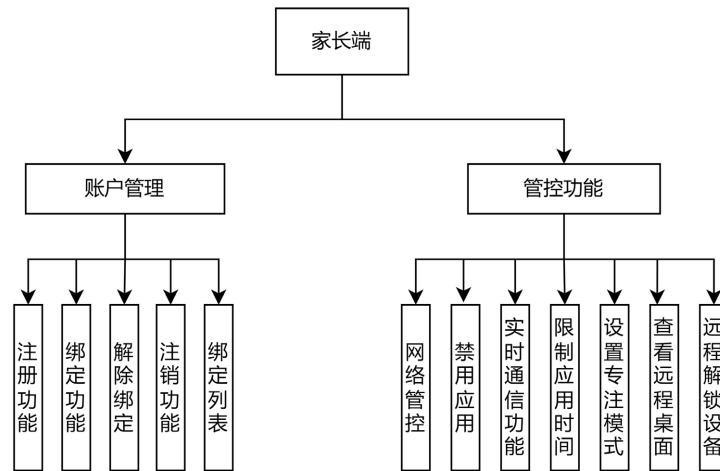 家长端
账户管理
管控功能
注册功能
绑定功能
解除绑定
注销功能
绑定列表
网络管控
禁用应用
实时通信功能
限制应用时间
设置专注模式
查看远程桌面
远程解锁设备